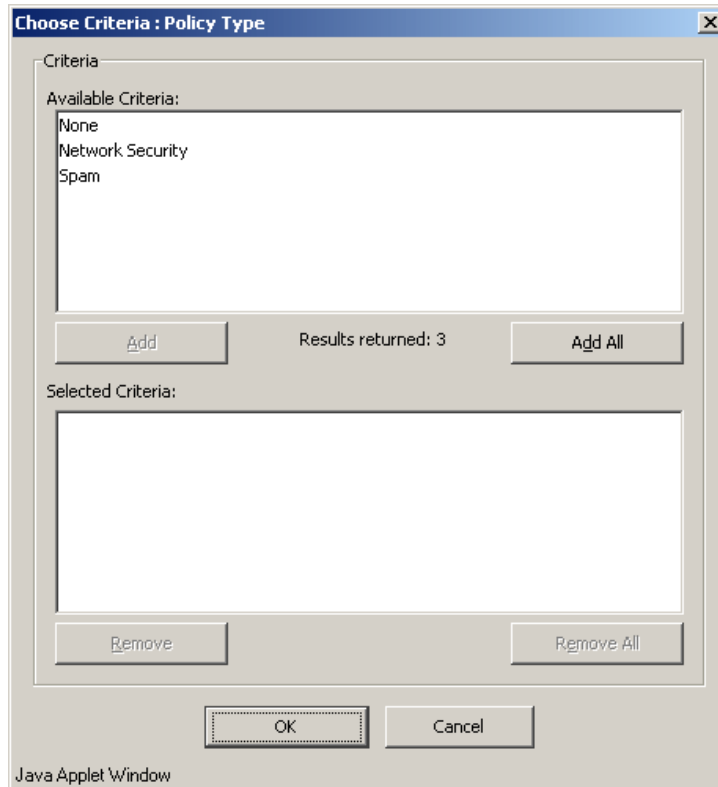 Choose Criteria : Policy Type
Criteria
Available Criteria:
None
Network Security
Spam
Add Results returned: 3 Add All
Selected Criteria:
Remove Remove All
OK Cancel
Java Applet Window